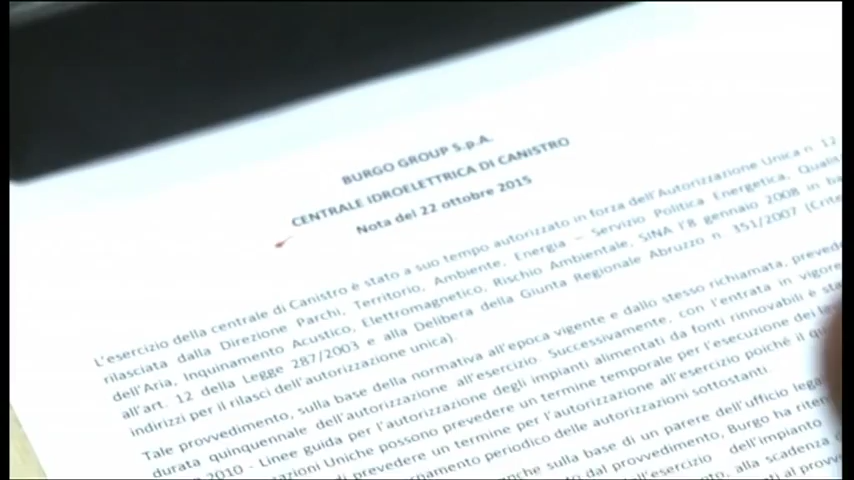 BURGO GROUP S.p.A.
CENTRALE IDROELETTRICA DI CANISTRO
Nota del 22 ottobre 2015
L'esercizio della centrale di Canistro è stato a suo tempo autorizzato in forza dell'Autorizzazione Unica n. 12
rilasciata dalla Direzione Parchi, Territorio, Ambiente, Energia – Servizio Politica Energetica, Qualit
dell'Aria, Inquinamento Acustico, Elettromagnetico, Rischio Ambientale, SINA l'8 gennaio 2008 in ba
all'art. 12 della Legge 287/2003 e alla Delibera della Giunta Regionale Abruzzo n. 351/2007 (Crite
indirizzi per il rilasci dell'autorizzazione unica).
Tale provvedimento, sulla base della normativa all'epoca vigente e dallo stesso richiamata, prevede
durata quinquennale dell'autorizzazione all'esercizio. Successivamente, con l'entrata in vigore
2010 - Linee guida per l'autorizzazione degli impianti alimentati da fonti rinnovabili è sta
Uniche possono prevedere un termine temporale per l'esecuzione dei la
di prevedere un termine per l'autorizzazione all'esercizio poiché il qu
periodico delle autorizzazioni sottostanti.
anche sulla base di un parere dell'ufficio lega
dal provvedimento, Burgo ha riten
dell'esercizio dell'impianto
alla scadenza